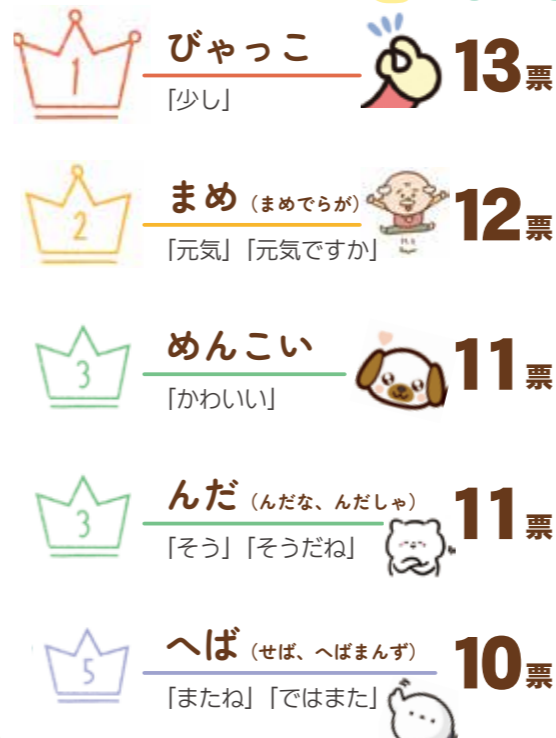 1
びゃっこ
「少し」
13票
2
まめ（まめでらが）
「元気」「元気ですか」
12票
3
めんこい
「かわいい」
11票
3
んだ（んだな、んだしゃ）
「そう」「そうだね」
11票
5
へば（せば、へばまんず）
「またね」「ではまた」
10票